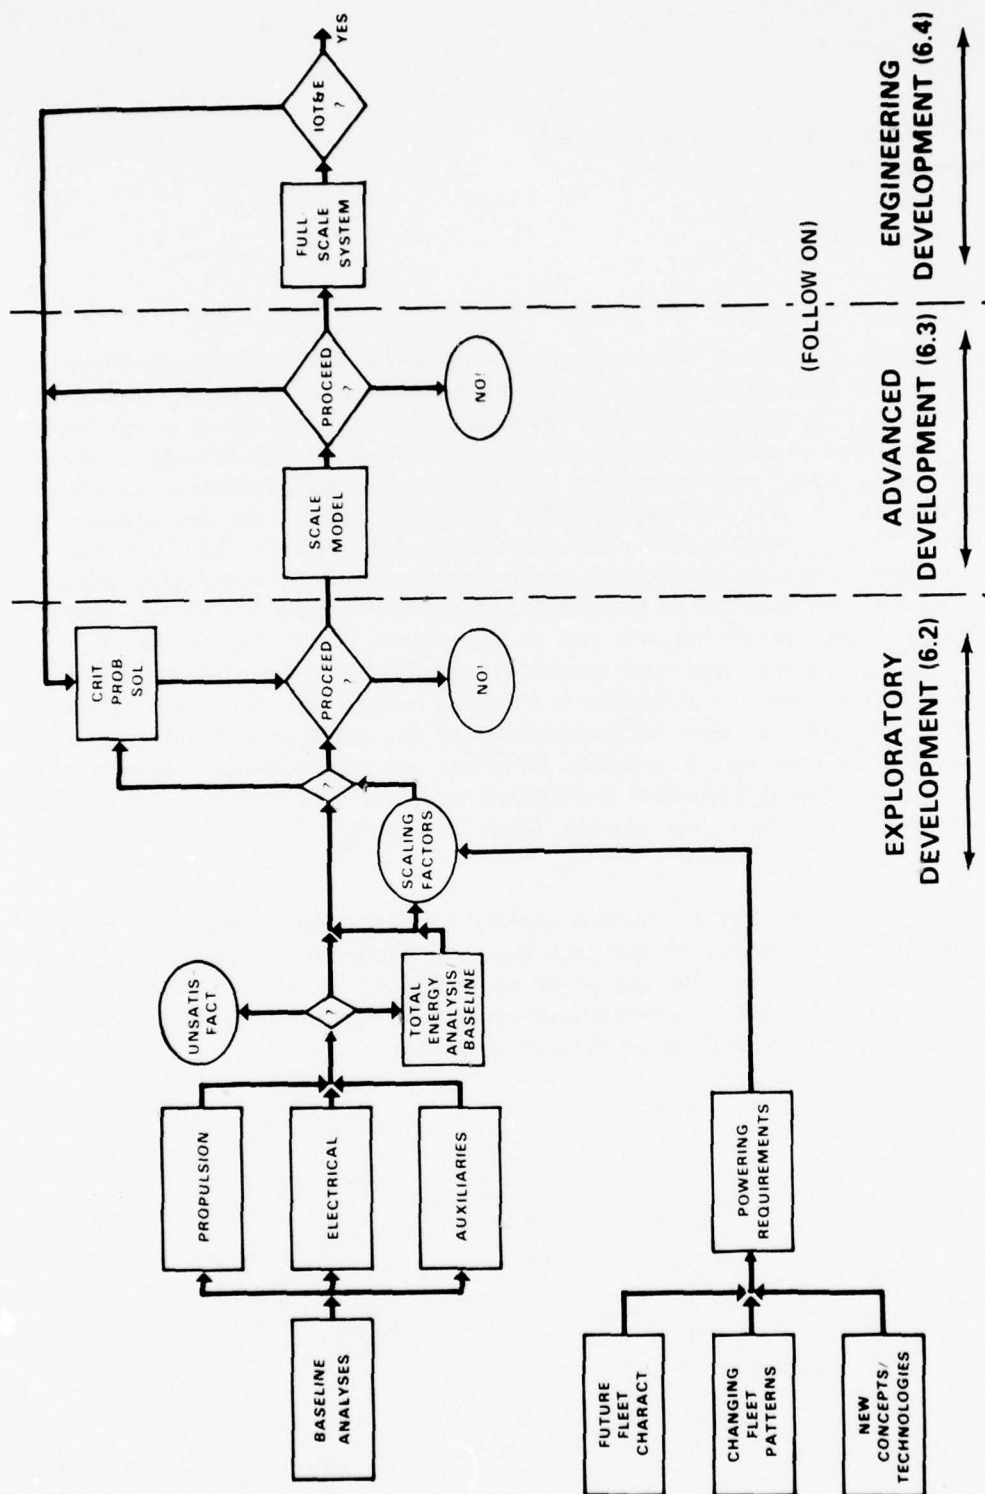 BASELINE
ANALYSES
PROPULSION
ELECTRICAL
AUXILIARIES
UNSATIS-
FACT
?
TOTAL
ENERGY
ANALYSIS/
BASELINE
SCALING
FACTORS
?
CRIT
PROB
SOL
PROCEED
?
NO!
SCALE
MODEL
PROCEED
?
NO!
FULL-
SCALE
SYSTEM
IOT&E
?
YES
FUTURE
FLEET
CHARACT
CHANGING
FLEET
PATTERNS
NEW
CONCEPTS/
TECHNOLOGIES
POWERING
REQUIREMENTS
(FOLLOW ON)
EXPLORATORY
DEVELOPMENT (6.2)
ADVANCED
DEVELOPMENT (6.3)
ENGINEERING
DEVELOPMENT (6.4)